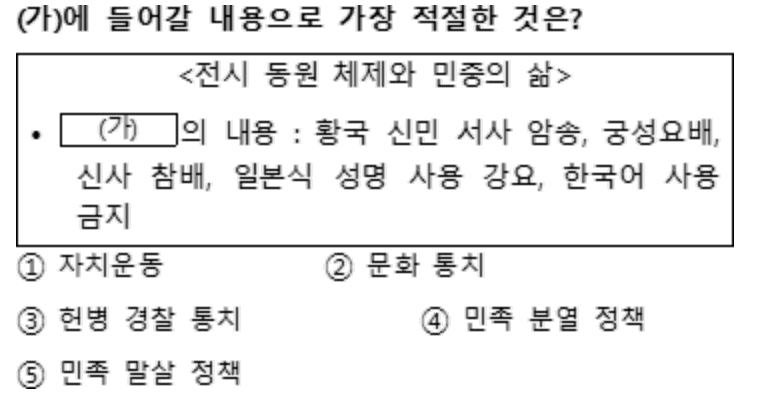 (가)에 들어갈 내용으로 가장 적절한 것은?
<전시 동원 체제와 민중의 삶>
• (가) 의 내용 : 황국 신민 서사 암송, 궁성요배,
신사 참배, 일본식 성명 사용 강요, 한국어 사용
금지
① 자치운동 ② 문화 통치
③ 헌병 경찰 통치 ④ 민족 분열 정책
⑤ 민족 말살 정책